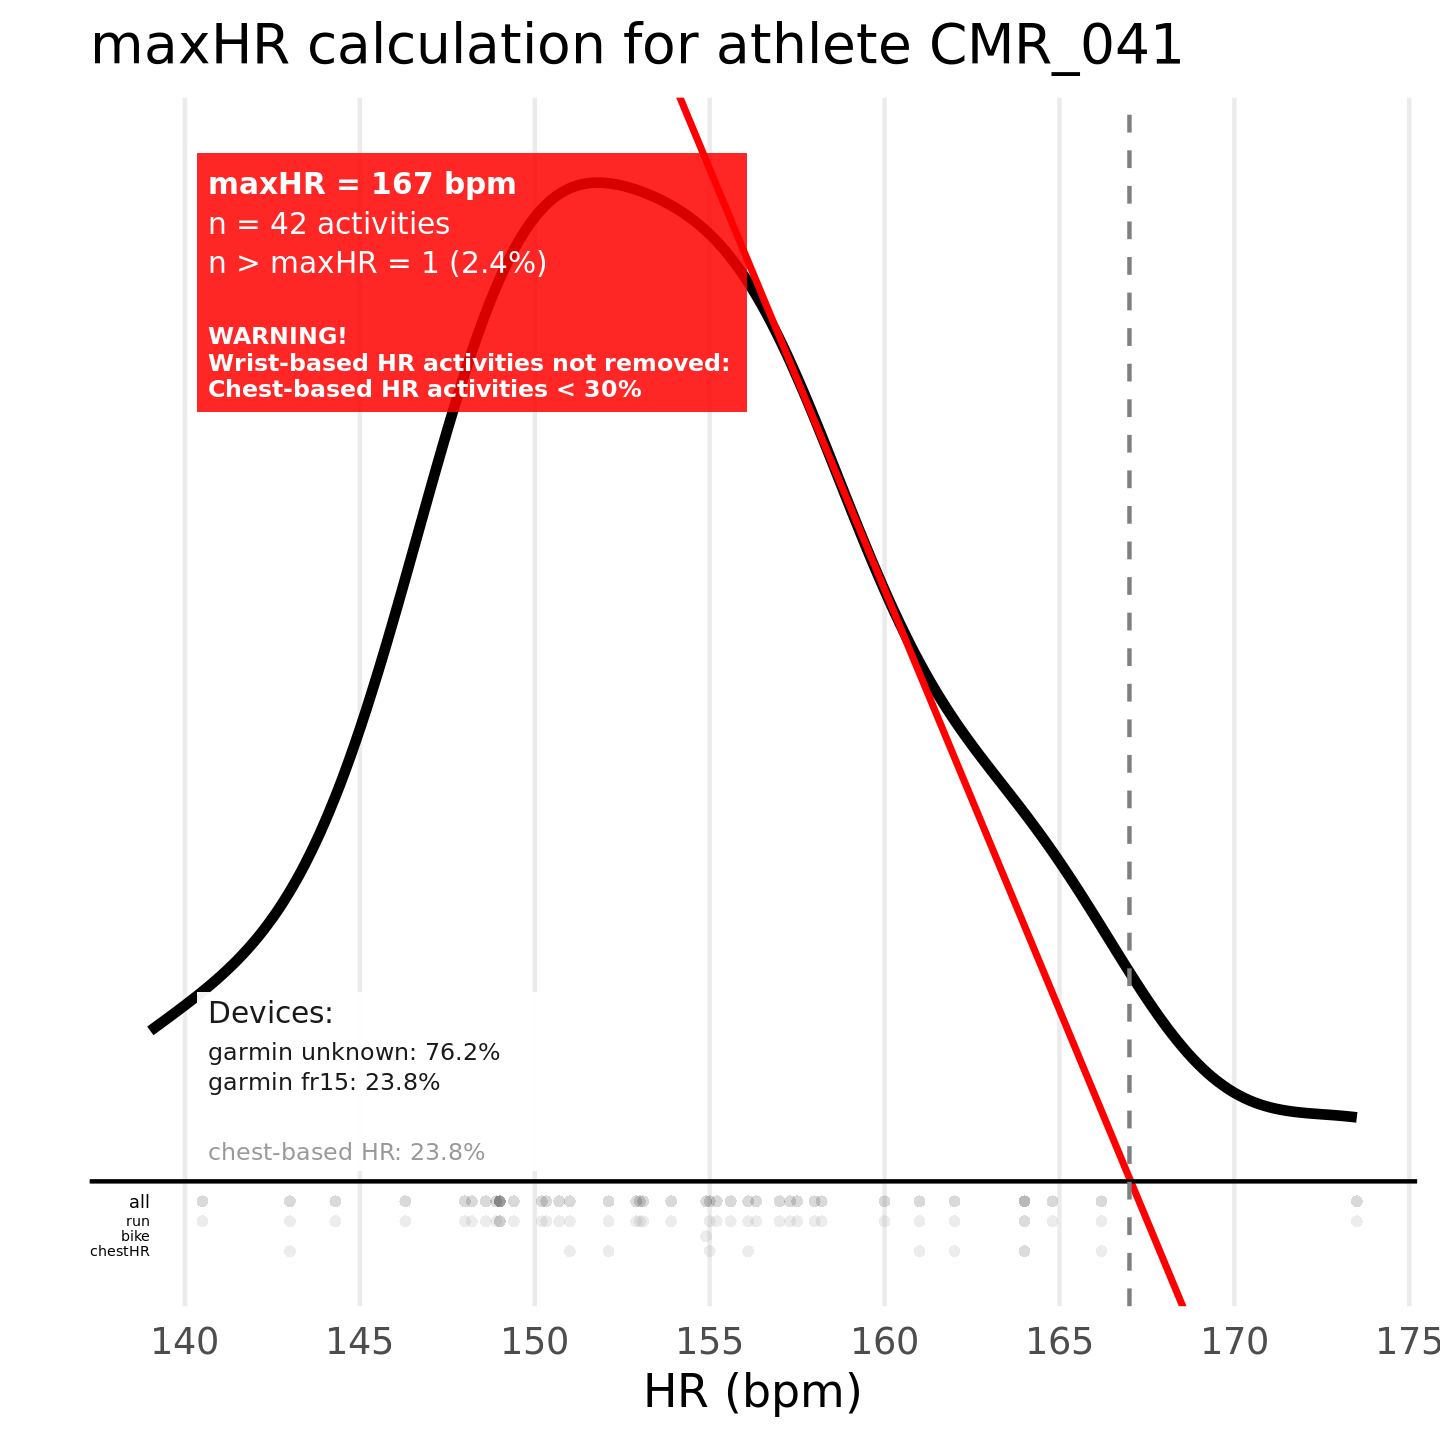 maxHR calculation for athlete CMR_041
maxHR = 167 bpm
n = 42 activities
n > maxHR = 1 (2.4%)
WARNING!
Wrist-based HR activities not removed:
Chest-based HR activities < 30%
Devices:
garmin unknown: 76.2%
garmin fr15: 23.8%
chest-based HR: 23.8%
all
run
bike
chestHR
140 145 150 155 160 165 170 175
HR (bpm)